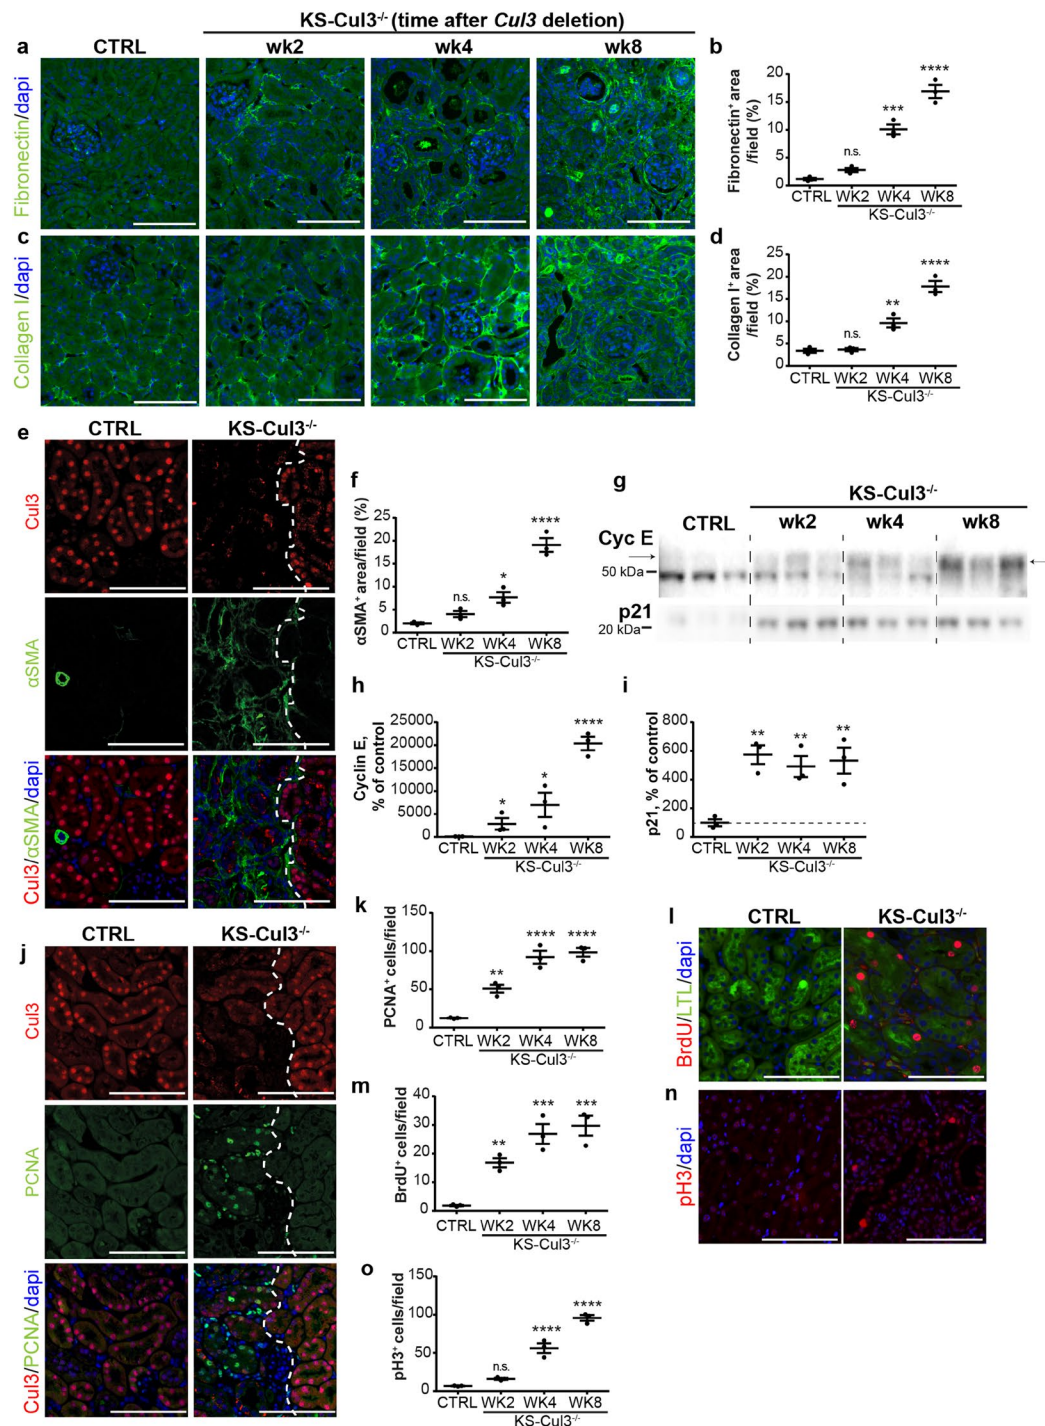 KS-Cul3-/- (time after Cul3 deletion)
a
CTRL
wk2
wk4
wk8
Fibronectin/dapi
c
Collagen I/dapi
b
Fibronectin+ area
/field (%)
20
15
10
5
0
n.s.
***
****
CTRL WK2 WK4 WK8
KS-Cul3-/-
d
Collagen I+ area
/field (%)
25
20
15
10
5
0
n.s.
**
****
CTRL WK2 WK4 WK8
KS-Cul3-/-
e
CTRL
KS-Cul3-/-
Cul3
αSMA
Cul3/αSMA/dapi
f
αSMA+ area/field (%)
25
20
15
10
5
0
n.s.
*
****
CTRL WK2 WK4 WK8
KS-Cul3-/-
g
KS-Cul3-/-
CTRL
wk2
wk4
wk8
Cyc E
50 kDa
p21
20 kDa
h
Cyclin E,
% of control
25000
20000
15000
10000
5000
0
*
*
****
CTRL WK2 WK4 WK8
KS-Cul3-/-
i
p21, % of control
800
600
400
200
0
**
**
**
CTRL WK2 WK4 WK8
KS-Cul3-/-
j
CTRL
KS-Cul3-/-
Cul3
PCNA
Cul3/PCNA/dapi
k
PCNA+ cells/field
150
100
50
0
**
****
****
CTRL WK2 WK4 WK8
KS-Cul3-/-
l
CTRL
KS-Cul3-/-
BrdU/LTL/dapi
m
BrdU+ cells/field
40
30
20
10
0
**
***
***
CTRL WK2 WK4 WK8
KS-Cul3-/-
n
pH3/dapi
o
pH3+ cells/field
150
100
50
0
n.s.
****
****
CTRL WK2 WK4 WK8
KS-Cul3-/-